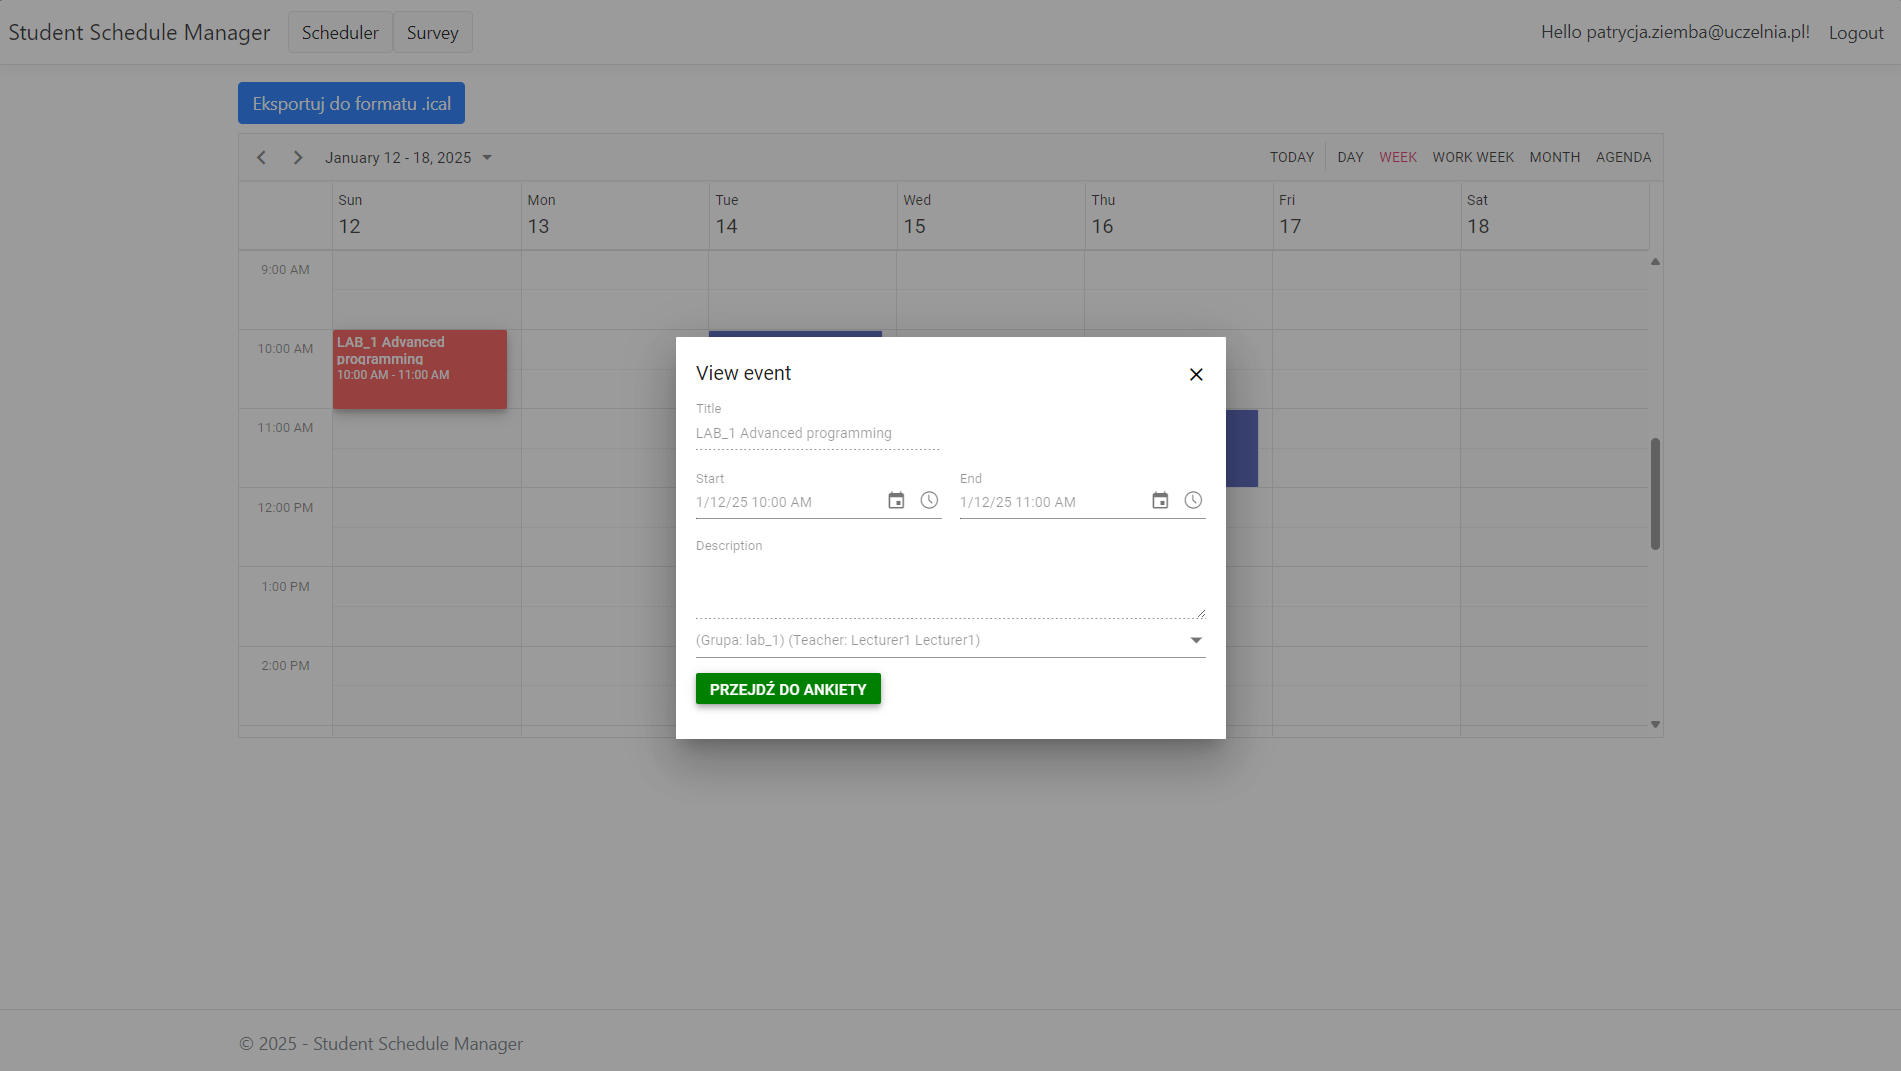 Student Schedule Manager Scheduler Survey Hello patrycja.ziemba@uczelnia.pl! Logout
Eksportuj do formatu .ical
January 12 - 18, 2025 TODAY DAY WEEK WORK WEEK MONTH AGENDA
Sun Mon Tue Wed Thu Fri Sat
12 13 14 15 16 17 18
9:00 AM
10:00 AM
11:00 AM
12:00 PM
1:00 PM
2:00 PM
LAB_1 Advanced
programming
10:00 AM - 11:00 AM
View event
Title
LAB_1 Advanced programming
Start End
1/12/25 10:00 AM 1/12/25 11:00 AM
Description
(Grupa: lab_1) (Teacher: Lecturer1 Lecturer1)
PRZEJDŹ DO ANKIETY
© 2025 - Student Schedule Manager